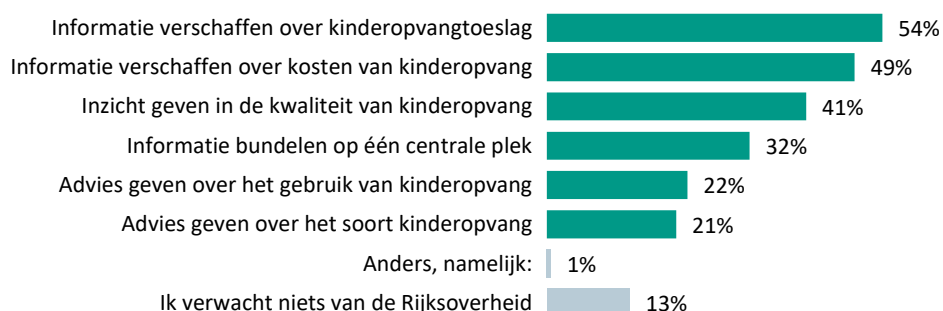 Informatie verschaffen over kinderopvangtoeslag 54%
Informatie verschaffen over kosten van kinderopvang 49%
Inzicht geven in de kwaliteit van kinderopvang 41%
Informatie bundelen op één centrale plek 32%
Advies geven over het gebruik van kinderopvang 22%
Advies geven over het soort kinderopvang 21%
Anders, namelijk: 1%
Ik verwacht niets van de Rijksoverheid 13%